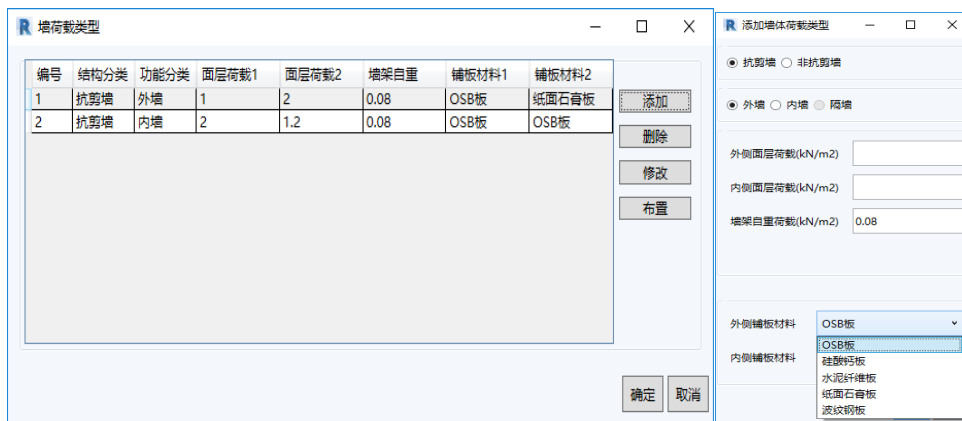 墙荷载类型
编号 结构分类 功能分类 面层荷载1 面层荷载2 墙架自重 铺板材料1 铺板材料2
1 抗剪墙 外墙 1 2 0.08 OSB板 纸面石膏板
2 抗剪墙 内墙 2 1.2 0.08 OSB板 OSB板
添加
删除
修改
布置
确定 取消
添加墙体荷载类型
抗剪墙 非抗剪墙
外墙 内墙 隔墙
外侧面层荷载(kN/m2)
内侧面层荷载(kN/m2)
墙架自重荷载(kN/m2) 0.08
外侧铺板材料 OSB板
内侧铺板材料
OSB板
硅酸钙板
水泥纤维板
纸面石膏板
波纹钢板